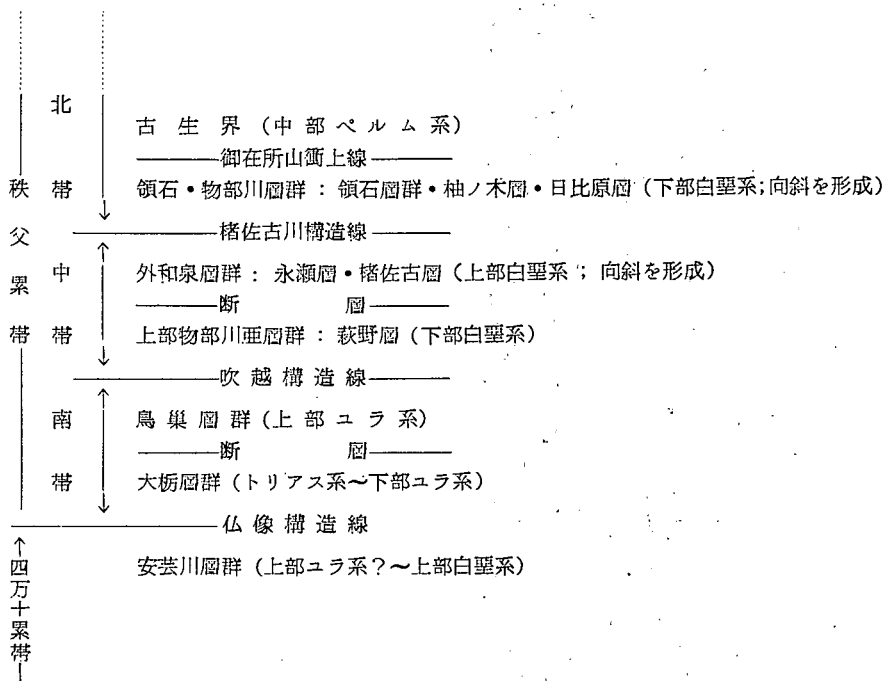 北
古生界(中部ペルム系)
御在所山衝上線
秩父累帯
帯
領石・物部川層群:領石層群・柚ノ木層・日比原層(下部白堊系;向斜を形成)
楮佐古川構造線
中
外和泉層群:永瀬層・楮佐古層(上部白堊系;向斜を形成)
断層
帯
上部物部川亜層群:萩野層(下部白堊系)
吹越構造線
南
鳥巣層群(上部ユラ系)
断層
帯
大栃層群(トリアス系〜下部ユラ系)
仏像構造線
四万十累帯
安芸川層群(上部ユラ系?〜上部白堊系)